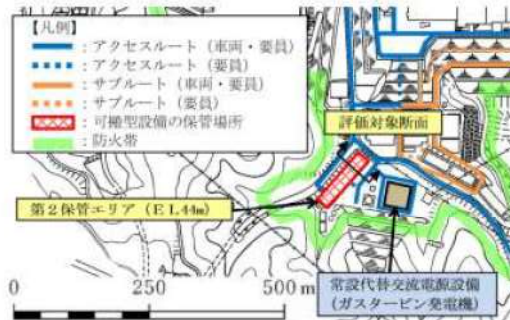 【凡例】
：アクセスルート（車両・要員）
：アクセスルート（要員）
：サブルート（車両・要員）
：サブルート（要員）
：可搬型設備の保管場所
：防火帯
評価対象断面
第2保管エリア（EL44m）
常設代替交流電源設備
（ガスタービン発電機）
0 250 500 m